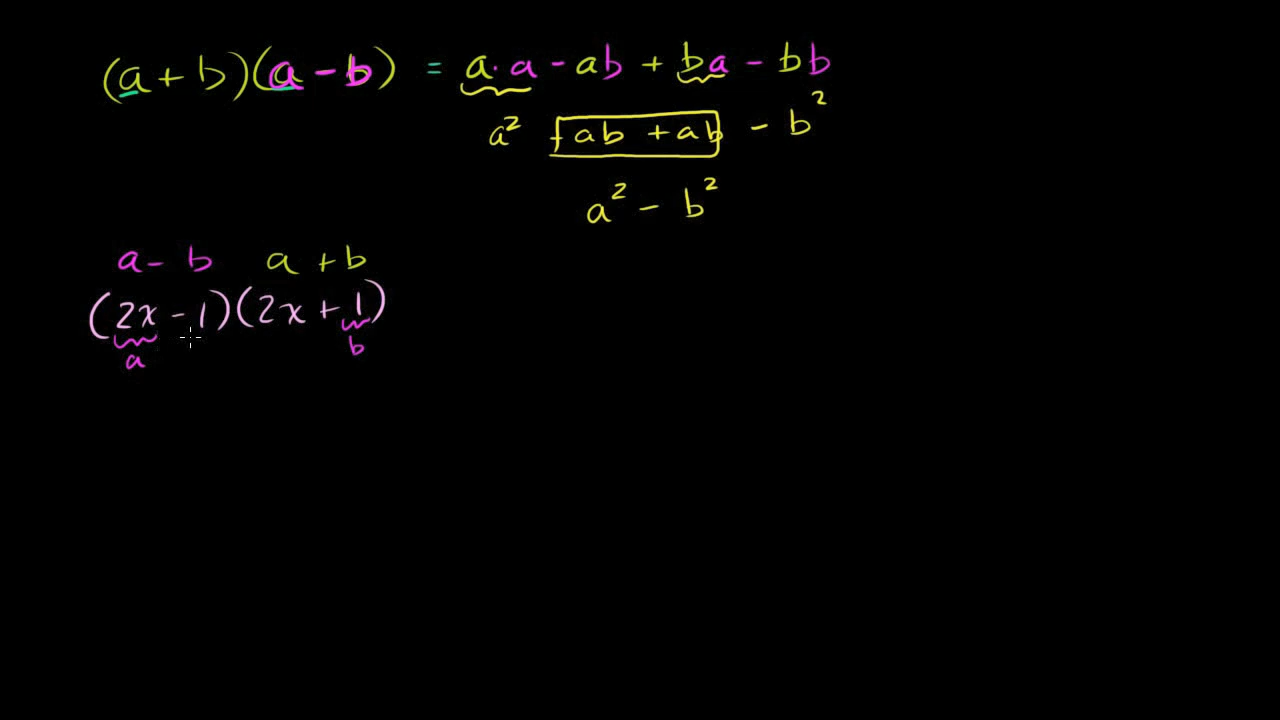 (a + b)(a - b) = a · a - ab + ba - bb
a² - ab + ab - b²
a² - b²
a - b a + b
(2x - 1)(2x + 1)
a b